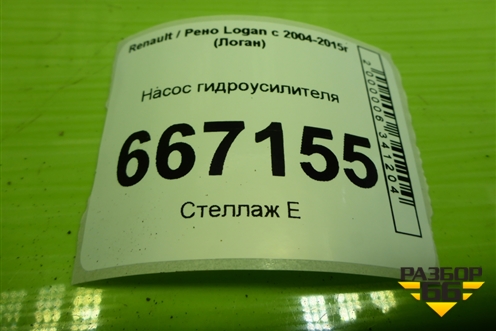 Renault / Рено Logan с 2004-2015г
(Логан)
Насос гидроусилителя
667155
Стеллаж Е
2000006341204
РАЗБОР
66